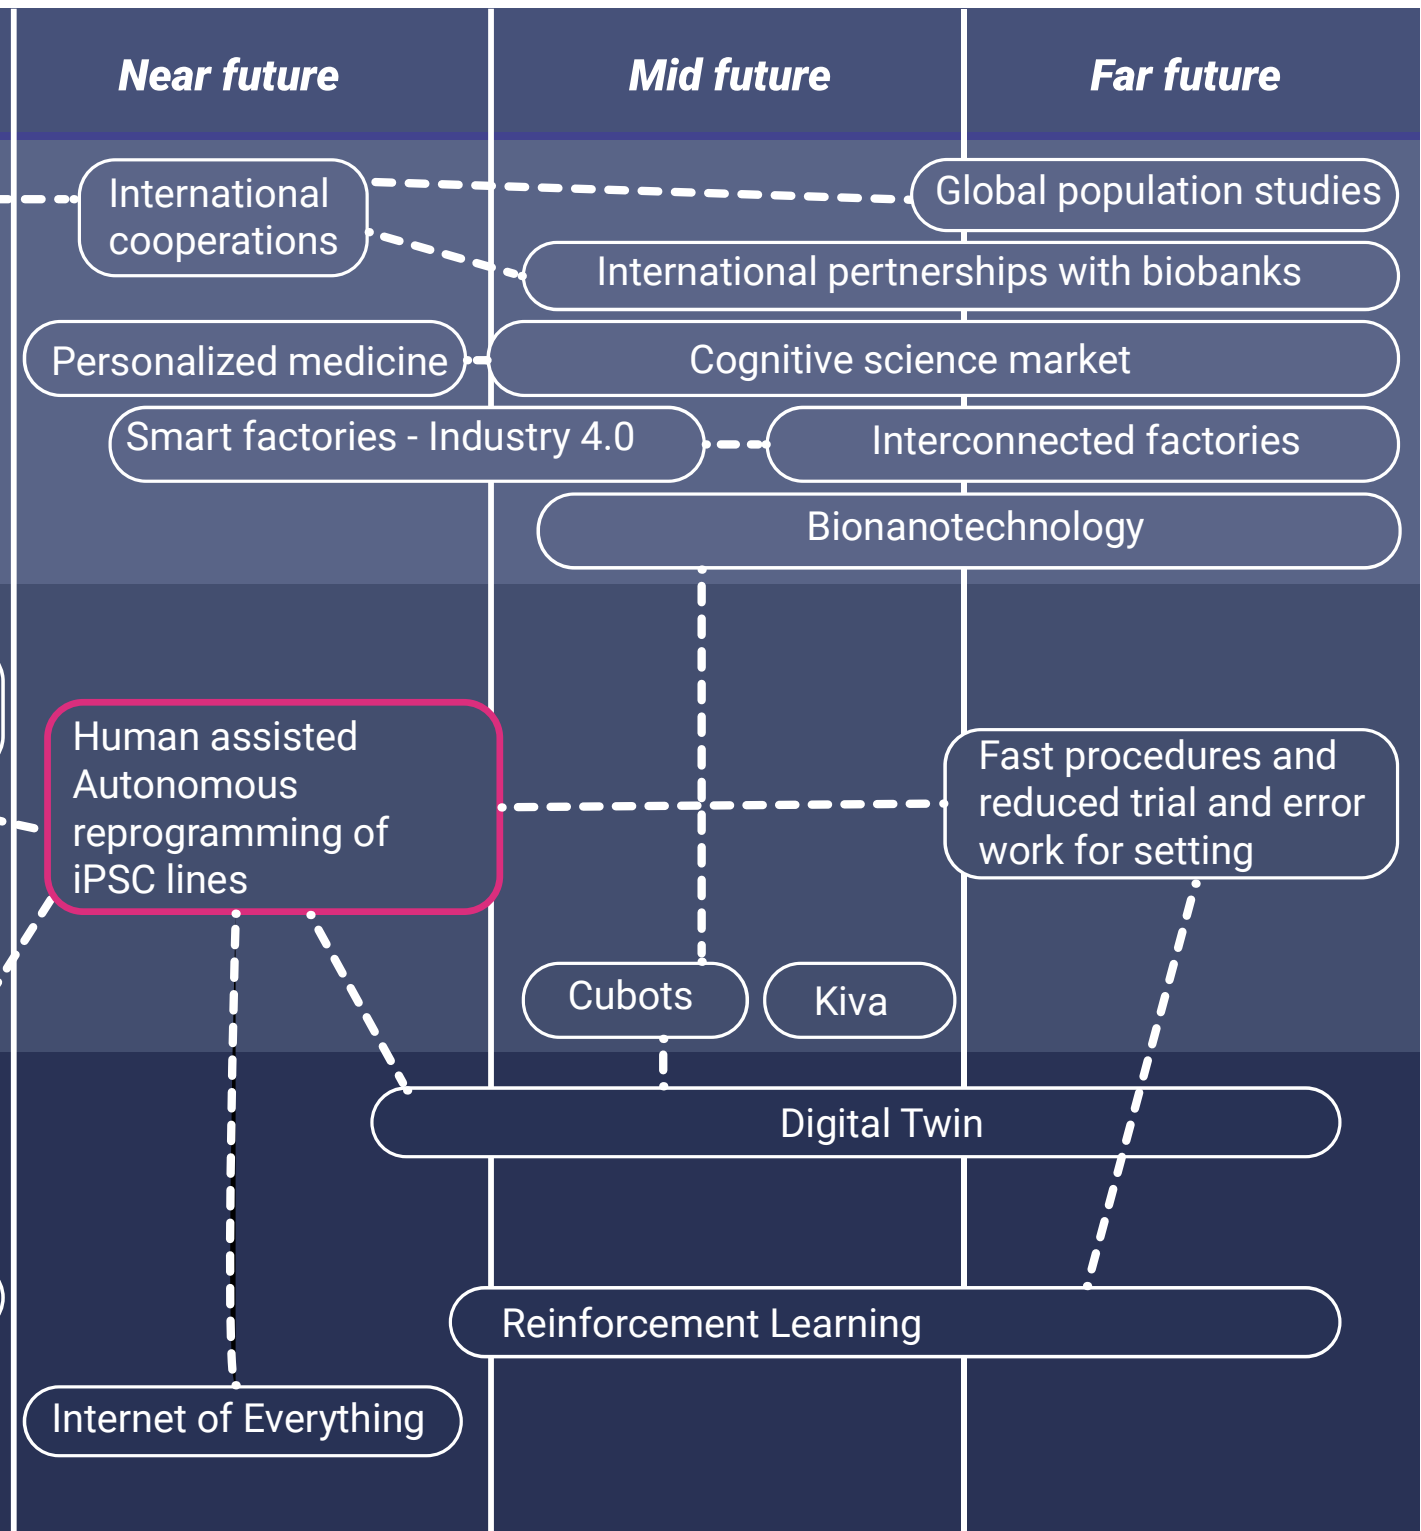 Near future
Mid future
Far future
International
cooperations
Global population studies
International pertnerships with biobanks
Personalized medicine
Cognitive science market
Smart factories - Industry 4.0
Interconnected factories
Bionanotechnology
Human assisted
Autonomous
reprogramming of
iPSC lines
Fast procedures and
reduced trial and error
work for setting
Cubots
Kiva
Digital Twin
Reinforcement Learning
Internet of Everything